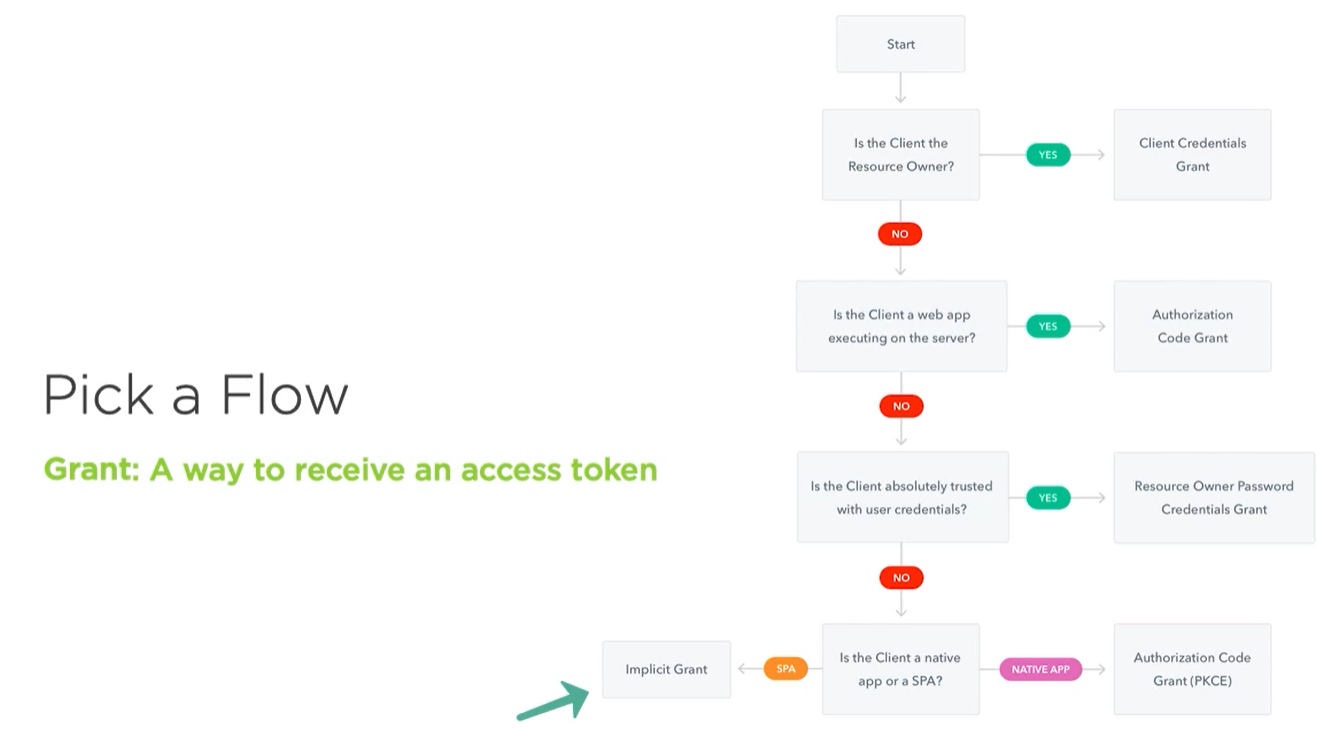 Pick a Flow
Grant: A way to receive an access token
Start
Is the Client the
Resource Owner?
YES
Client Credentials
Grant
NO
Is the Client a web app
executing on the server?
YES
Authorization
Code Grant
NO
Is the Client absolutely trusted
with user credentials?
YES
Resource Owner Password
Credentials Grant
NO
Implicit Grant
SPA
Is the Client a native
app or a SPA?
NATIVE APP
Authorization Code
Grant (PKCE)